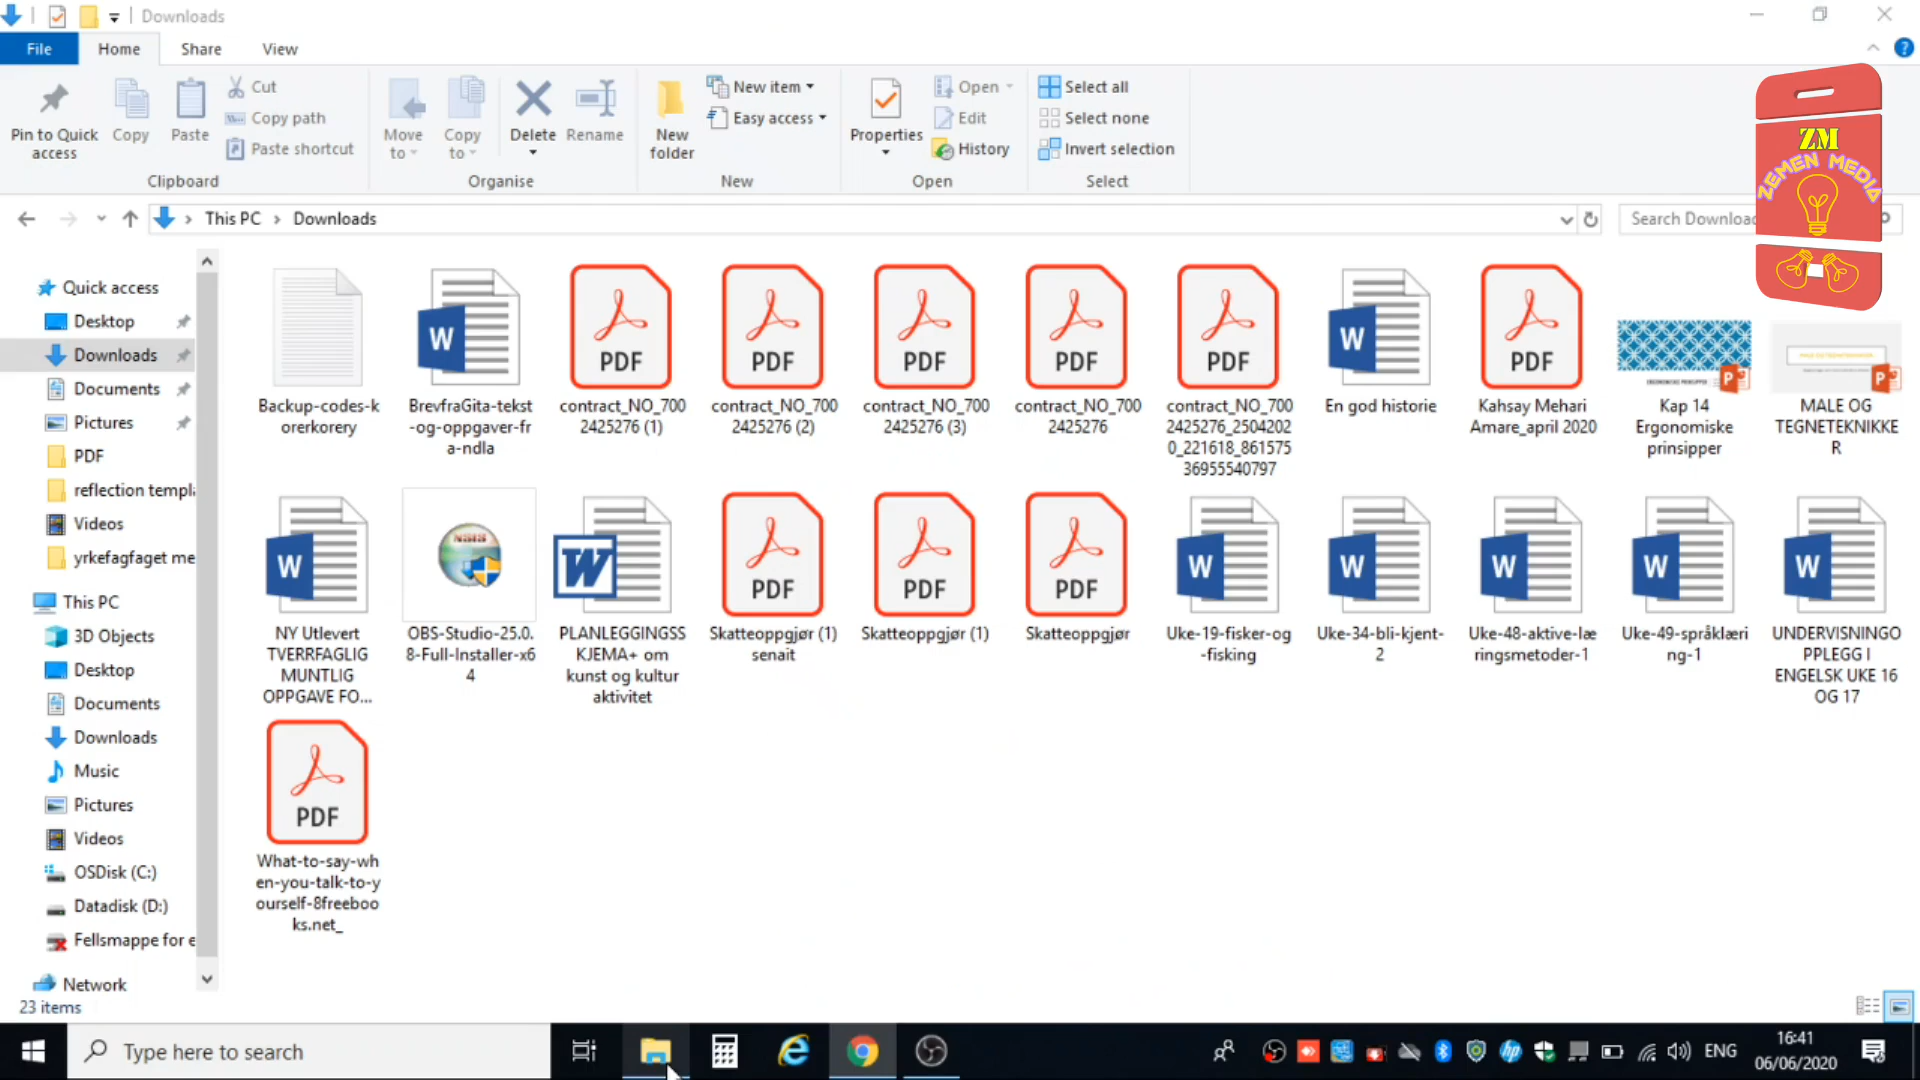 Downloads
File Home Share View
Pin to Quick access
Copy
Paste
Cut
Copy path
Paste shortcut
Clipboard
Move to
Copy to
Delete
Rename
Organise
New folder
New item
Easy access
New
Properties
Open
Edit
History
Open
Select all
Select none
Invert selection
Select
ZM
ZEMEN MEDIA
This PC > Downloads
Search Downloa
Quick access
Desktop
Downloads
Documents
Pictures
PDF
reflection templ
Videos
yrkefagfaget me
This PC
3D Objects
Desktop
Documents
Downloads
Music
Pictures
Videos
OSDisk (C:)
Datadisk (D:)
Fellsmappe for e
Network
23 items
Backup-codes-k
orerkorery
W
BrevfraGita-tekst
-og-oppgaver-fr
a-ndla
PDF
contract_NO_700
2425276 (1)
PDF
contract_NO_700
2425276 (2)
PDF
contract_NO_700
2425276 (3)
PDF
contract_NO_700
2425276
PDF
contract_NO_700
2425276_2504202
0_221618_861575
36955540797
W
En god historie
PDF
Kahsay Mehari
Amare_april 2020
P
Kap 14
Ergonomiske
prinsipper
P
MALE OG
TEGNETEKNIKKE
R
W
NY Utlevert
TVERRFAGLIG
MUNTLIG
OPPGAVE FO...
NSIS
OBS-Studio-25.0.
8-Full-Installer-x6
4
W
PLANLEGGINGSS
KJEMA+ om
kunst og kultur
aktivitet
PDF
Skatteoppgjør (1)
senait
PDF
Skatteoppgjør (1)
PDF
Skatteoppgjør
W
Uke-19-fisker-og
-fisking
W
Uke-34-bli-kjent-
2
W
Uke-48-aktive-læ
ringsmetoder-1
W
Uke-49-språklæri
ng-1
W
UNDERVISNINGO
PPLEGG I
ENGELSK UKE 16
OG 17
PDF
What-to-say-wh
en-you-talk-to-y
ourself-8freeboo
ks.net_
Type here to search
hp
ENG
16:41
06/06/2020